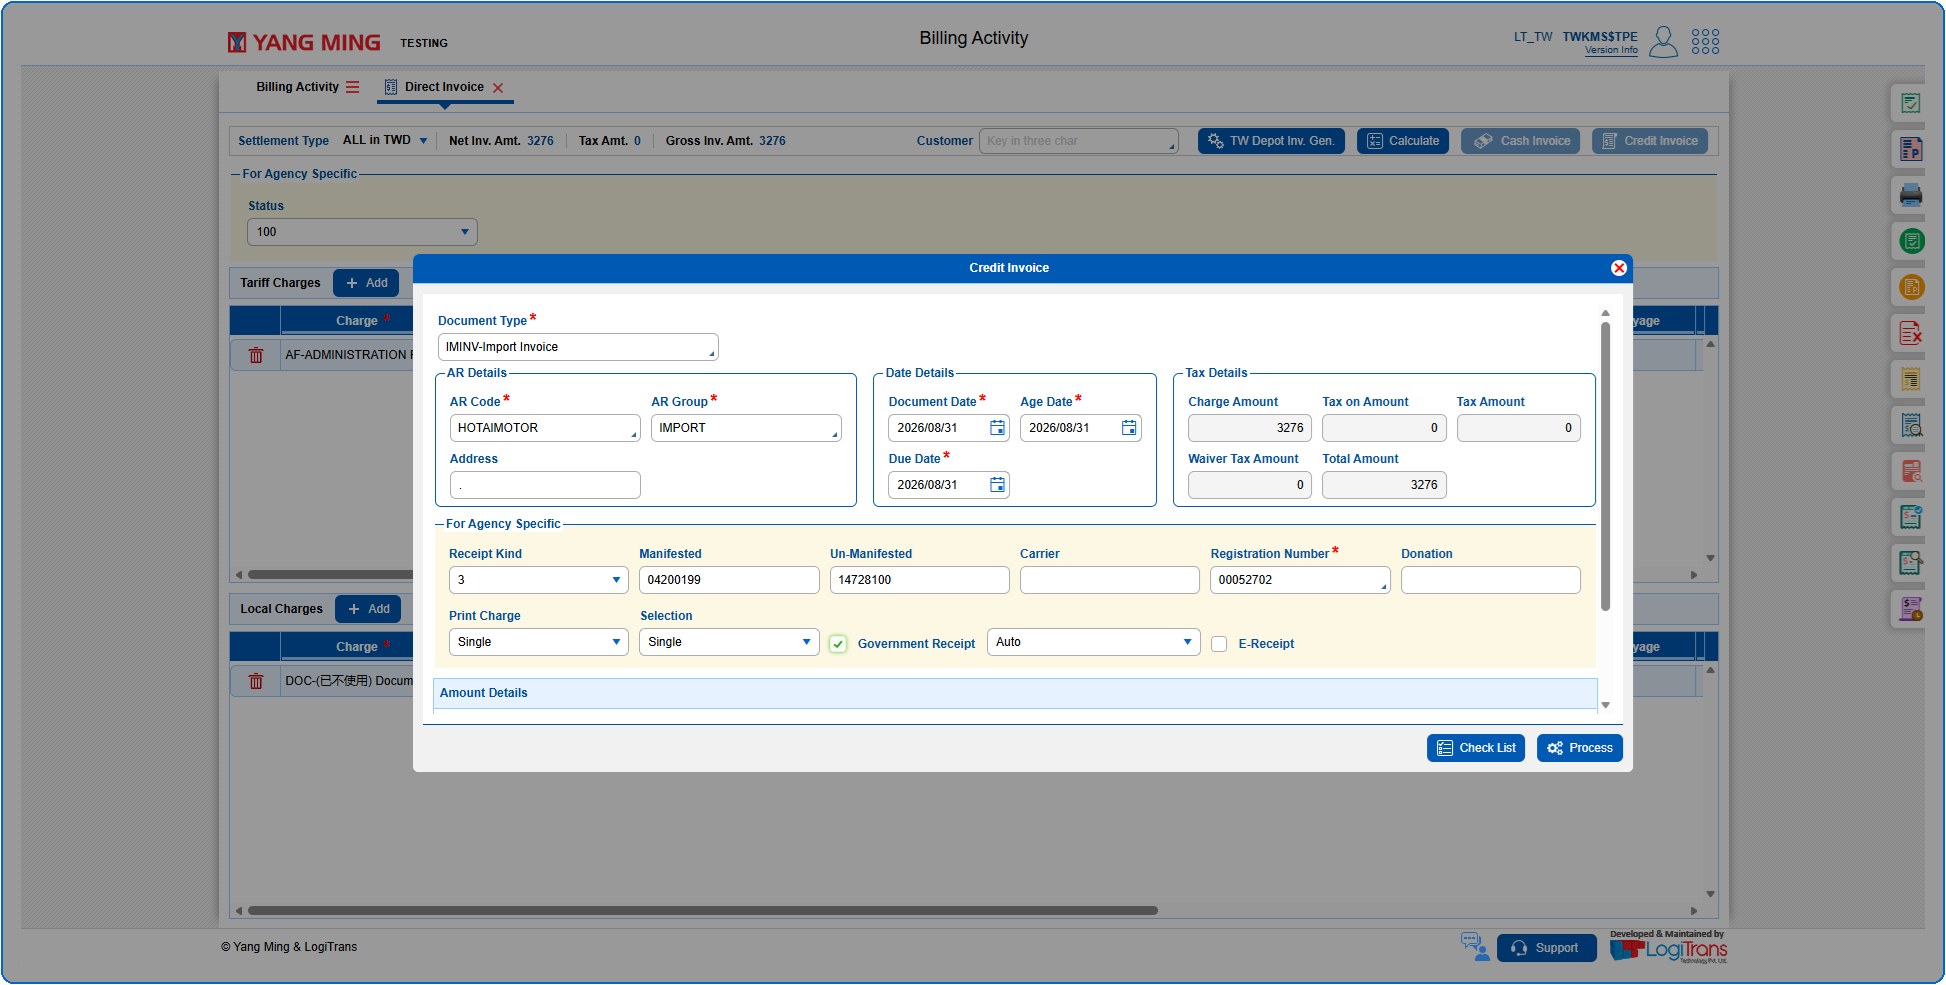 YANG MING TESTING
Billing Activity
LT_TW TWKMS$TPE
Version Info
Billing Activity Direct Invoice
Settlement Type ALL in TWD Net Inv. Amt. 3276 Tax Amt. 0 Gross Inv. Amt. 3276 Customer Key in three char TW Depot Inv. Gen. Calculate Cash Invoice Credit Invoice
For Agency Specific
Status
100
Tariff Charges + Add
Charge * yage
AF-ADMINISTRATION
Local Charges + Add
Charge * yage
DOC-(已不使用) Docum
Credit Invoice
Document Type *
IMINV-Import Invoice
AR Details
AR Code * AR Group *
HOTAIMOTOR IMPORT
Address
.
Date Details
Document Date * Age Date *
2026/08/31 2026/08/31
Due Date *
2026/08/31
Tax Details
Charge Amount Tax on Amount Tax Amount
3276 0 0
Waiver Tax Amount Total Amount
0 3276
For Agency Specific
Receipt Kind Manifested Un-Manifested Carrier Registration Number * Donation
3 04200199 14728100 00052702
Print Charge Selection
Single Single Government Receipt Auto E-Receipt
Amount Details
Check List Process
© Yang Ming & LogiTrans
Support
Developed & Maintained by
LogiTrans
Technology Pvt. Ltd.